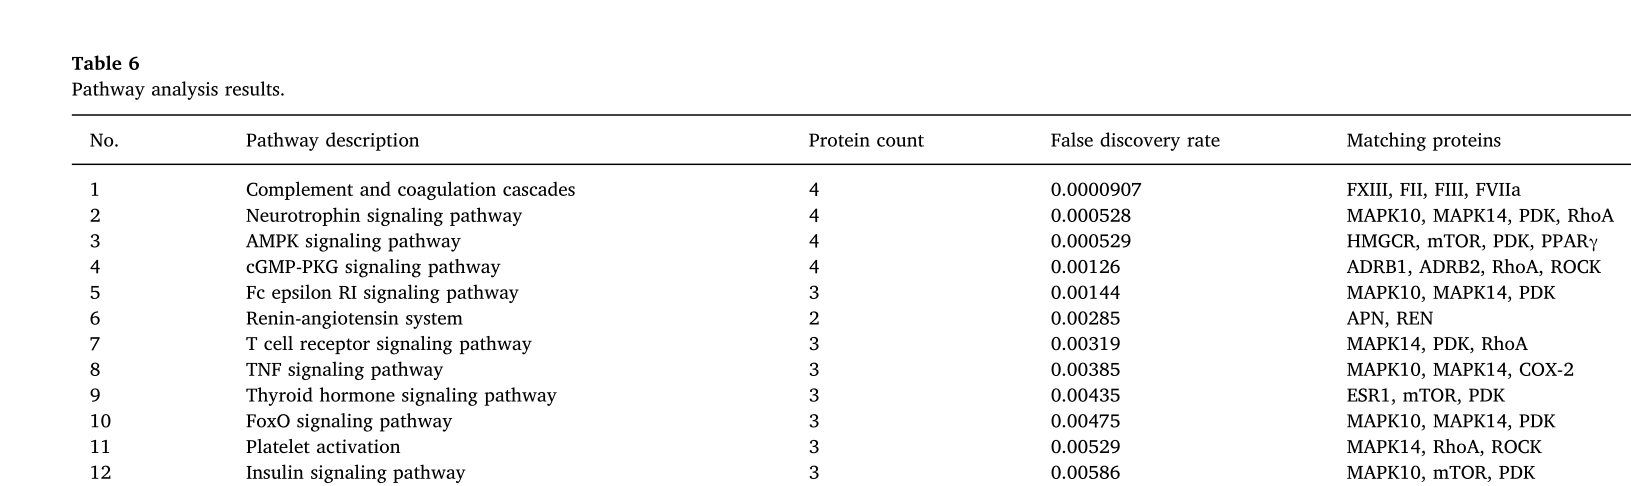 Table 6
Pathway analysis results.
No. Pathway description Protein count False discovery rate Matching proteins
1 Complement and coagulation cascades 4 0.0000907 FXIII, FII, FIII, FVIIa
2 Neurotrophin signaling pathway 4 0.000528 MAPK10, MAPK14, PDK, RhoA
3 AMPK signaling pathway 4 0.000529 HMGCR, mTOR, PDK, PPARγ
4 cGMP-PKG signaling pathway 4 0.00126 ADRB1, ADRB2, RhoA, ROCK
5 Fc epsilon RI signaling pathway 3 0.00144 MAPK10, MAPK14, PDK
6 Renin-angiotensin system 2 0.00285 APN, REN
7 T cell receptor signaling pathway 3 0.00319 MAPK14, PDK, RhoA
8 TNF signaling pathway 3 0.00385 MAPK10, MAPK14, COX-2
9 Thyroid hormone signaling pathway 3 0.00435 ESR1, mTOR, PDK
10 FoxO signaling pathway 3 0.00475 MAPK10, MAPK14, PDK
11 Platelet activation 3 0.00529 MAPK14, RhoA, ROCK
12 Insulin signaling pathway 3 0.00586 MAPK10, mTOR, PDK